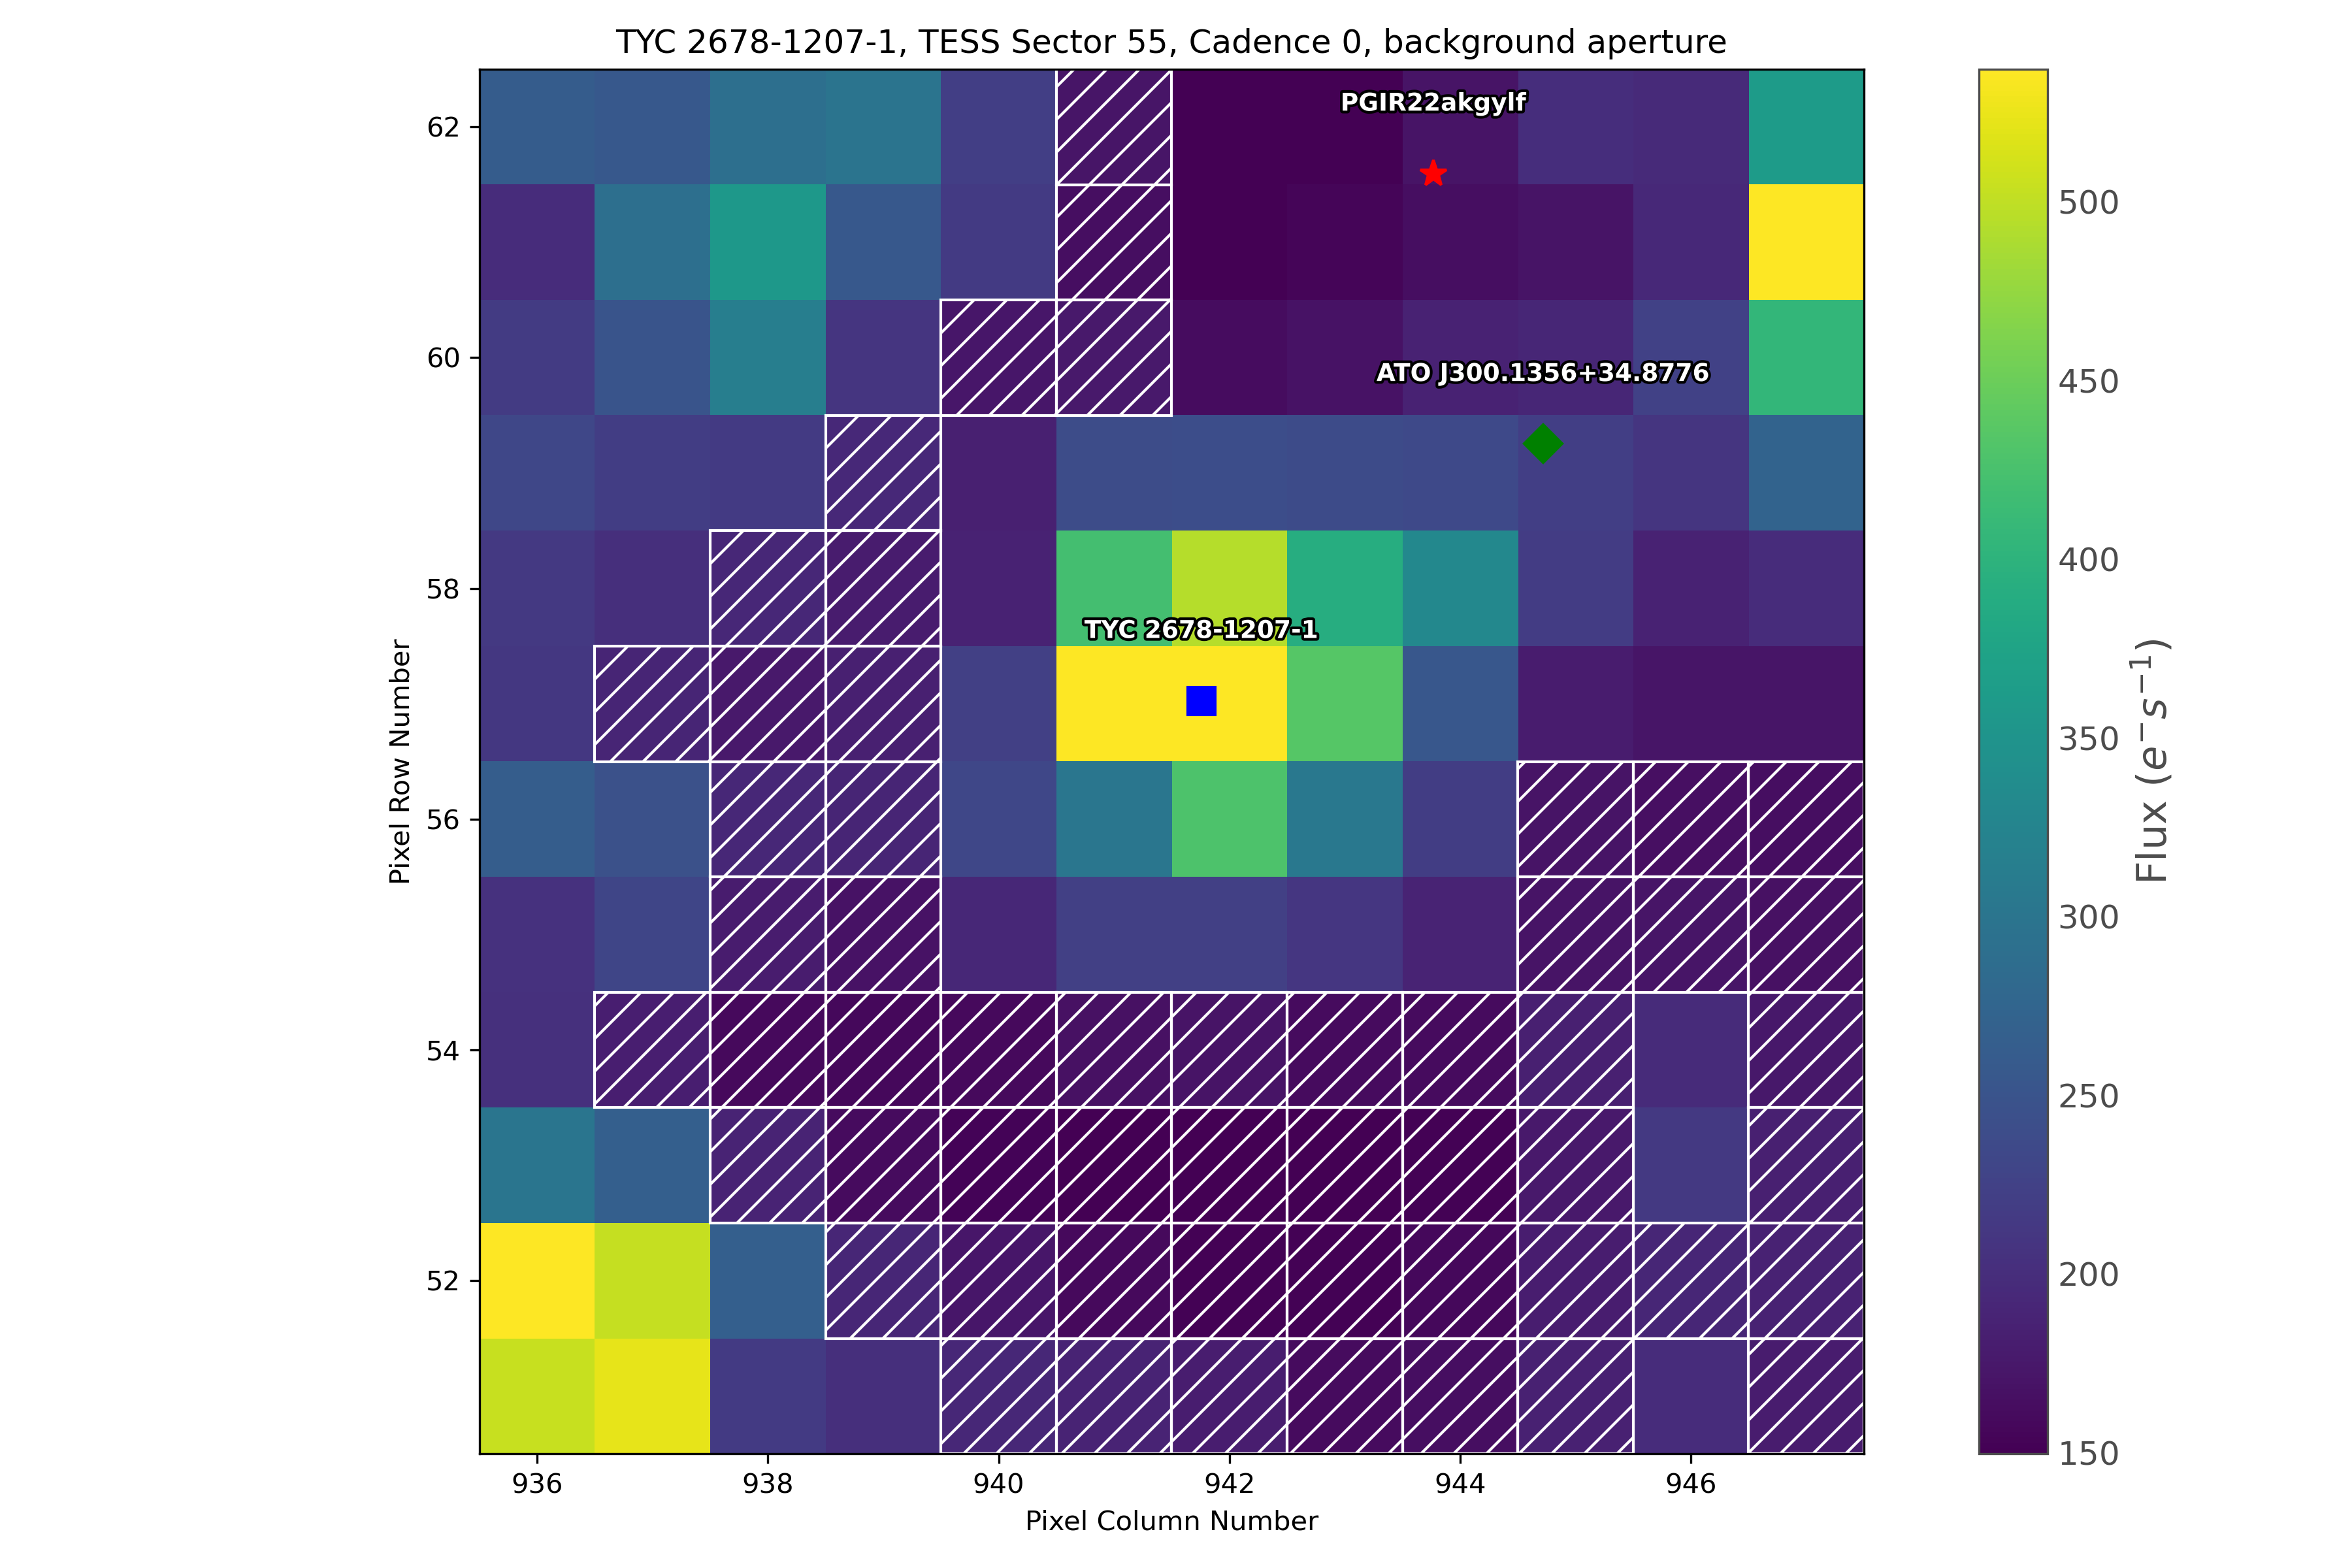 TYC 2678-1207-1, TESS Sector 55, Cadence 0, background aperture
PGIR22akgylf
ATO J300.1356+34.8776
TYC 2678-1207-1
Pixel Row Number
62
60
58
56
54
52
936
938
940
942
944
946
Pixel Column Number
500
450
400
350
300
250
200
150
Flux (e⁻s⁻¹)